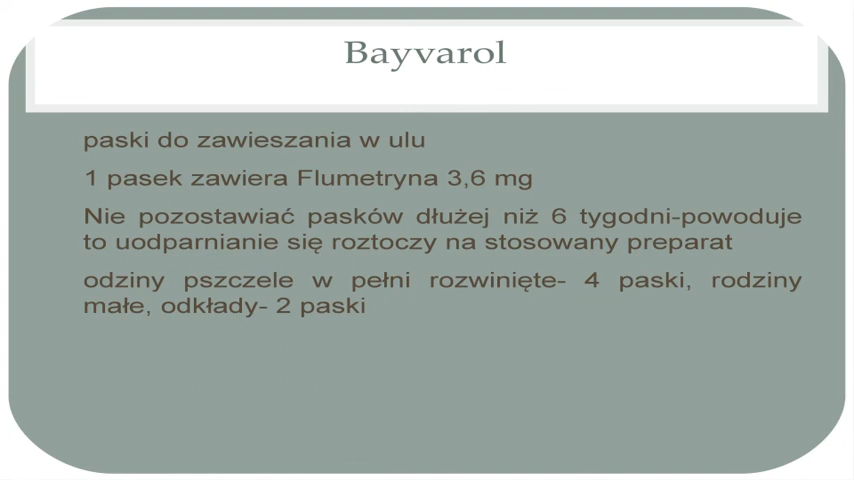 Bayvarol
paski do zawieszania w ulu
1 pasek zawiera Flumetryna 3,6 mg
Nie pozostawiać pasków dłużej niż 6 tygodni-powoduje
to uodparnianie się roztoczy na stosowany preparat
odziny pszczele w pełni rozwinięte- 4 paski, rodziny
małe, odkłady- 2 paski